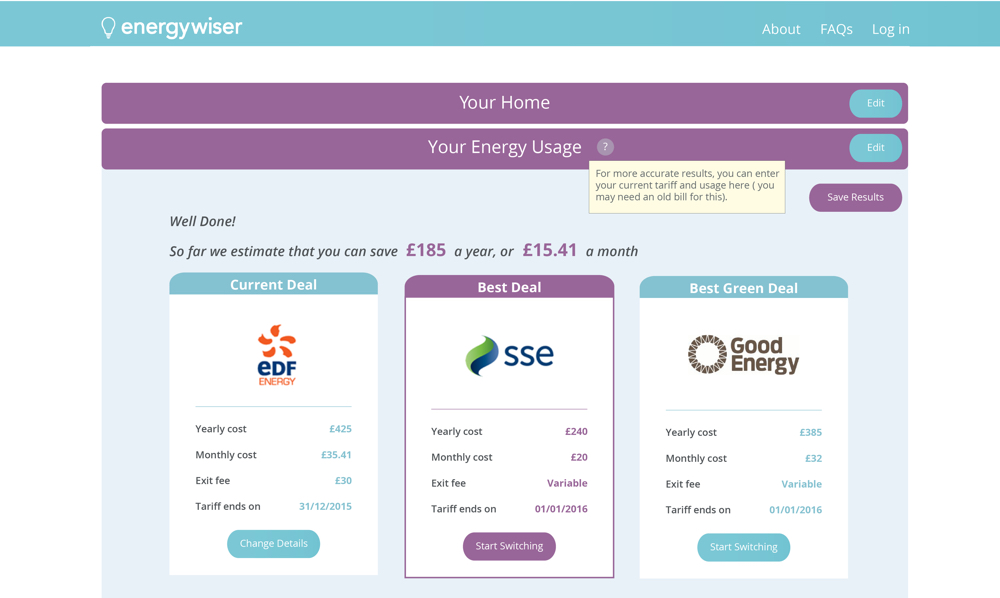 energywiser
About FAQs Log in
Your Home
Edit
Your Energy Usage ?
Edit
For more accurate results, you can enter
your current tariff and usage here ( you
may need an old bill for this).
Save Results
Well Done!
So far we estimate that you can save £185 a year, or £15.41 a month
Current Deal
eDF
ENERGY
Yearly cost £425
Monthly cost £35.41
Exit fee £30
Tariff ends on 31/12/2015
Change Details
Best Deal
sse
Yearly cost £240
Monthly cost £20
Exit fee Variable
Tariff ends on 01/01/2016
Start Switching
Best Green Deal
Good
Energy
Yearly cost £385
Monthly cost £32
Exit fee Variable
Tariff ends on 01/01/2016
Start Switching